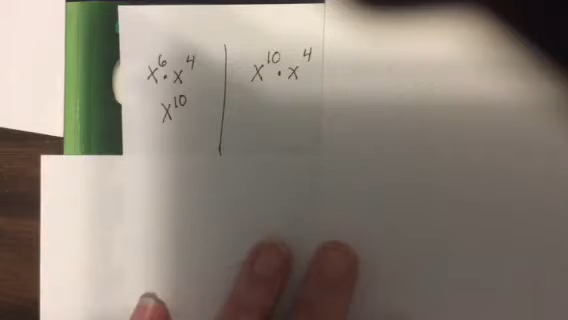 x⁶ · x⁴
x¹⁰
x¹⁰ · x⁴